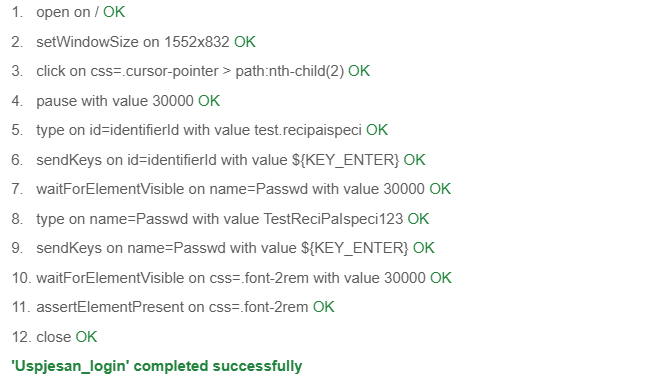 1. open on / OK
2. setWindowSize on 1552x832 OK
3. click on css=.cursor-pointer > path:nth-child(2) OK
4. pause with value 30000 OK
5. type on id=identifierId with value test.recipaispeci OK
6. sendKeys on id=identifierId with value ${KEY_ENTER} OK
7. waitForElementVisible on name=Passwd with value 30000 OK
8. type on name=Passwd with value TestReciPaIspeci123 OK
9. sendKeys on name=Passwd with value ${KEY_ENTER} OK
10. waitForElementVisible on css=.font-2rem with value 30000 OK
11. assertElementPresent on css=.font-2rem OK
12. close OK
'Uspjesan_login' completed successfully